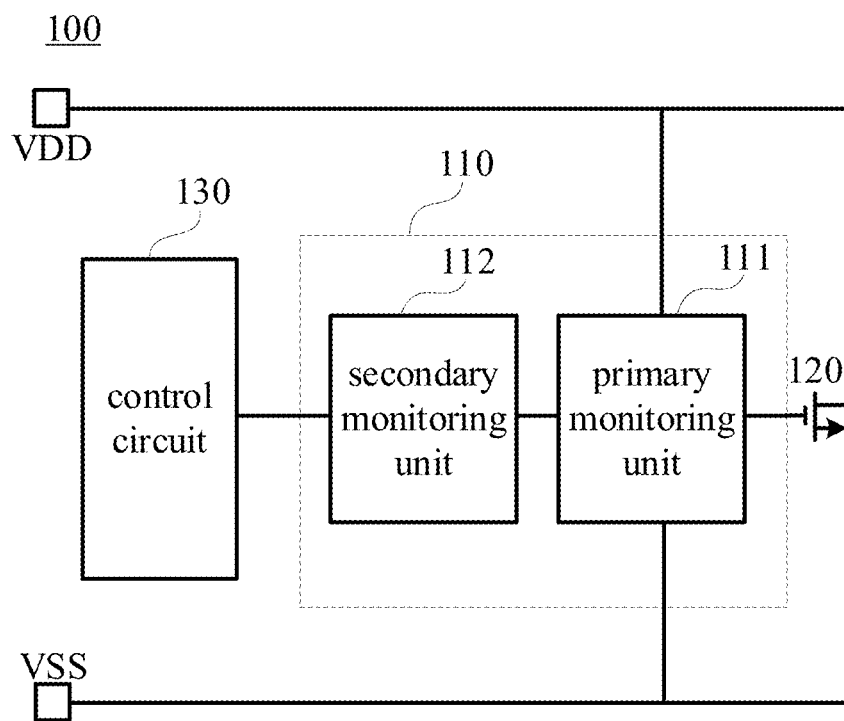 100
VDD
110
130
112
111
secondary
monitoring
unit
primary
monitoring
unit
120
control
circuit
VSS